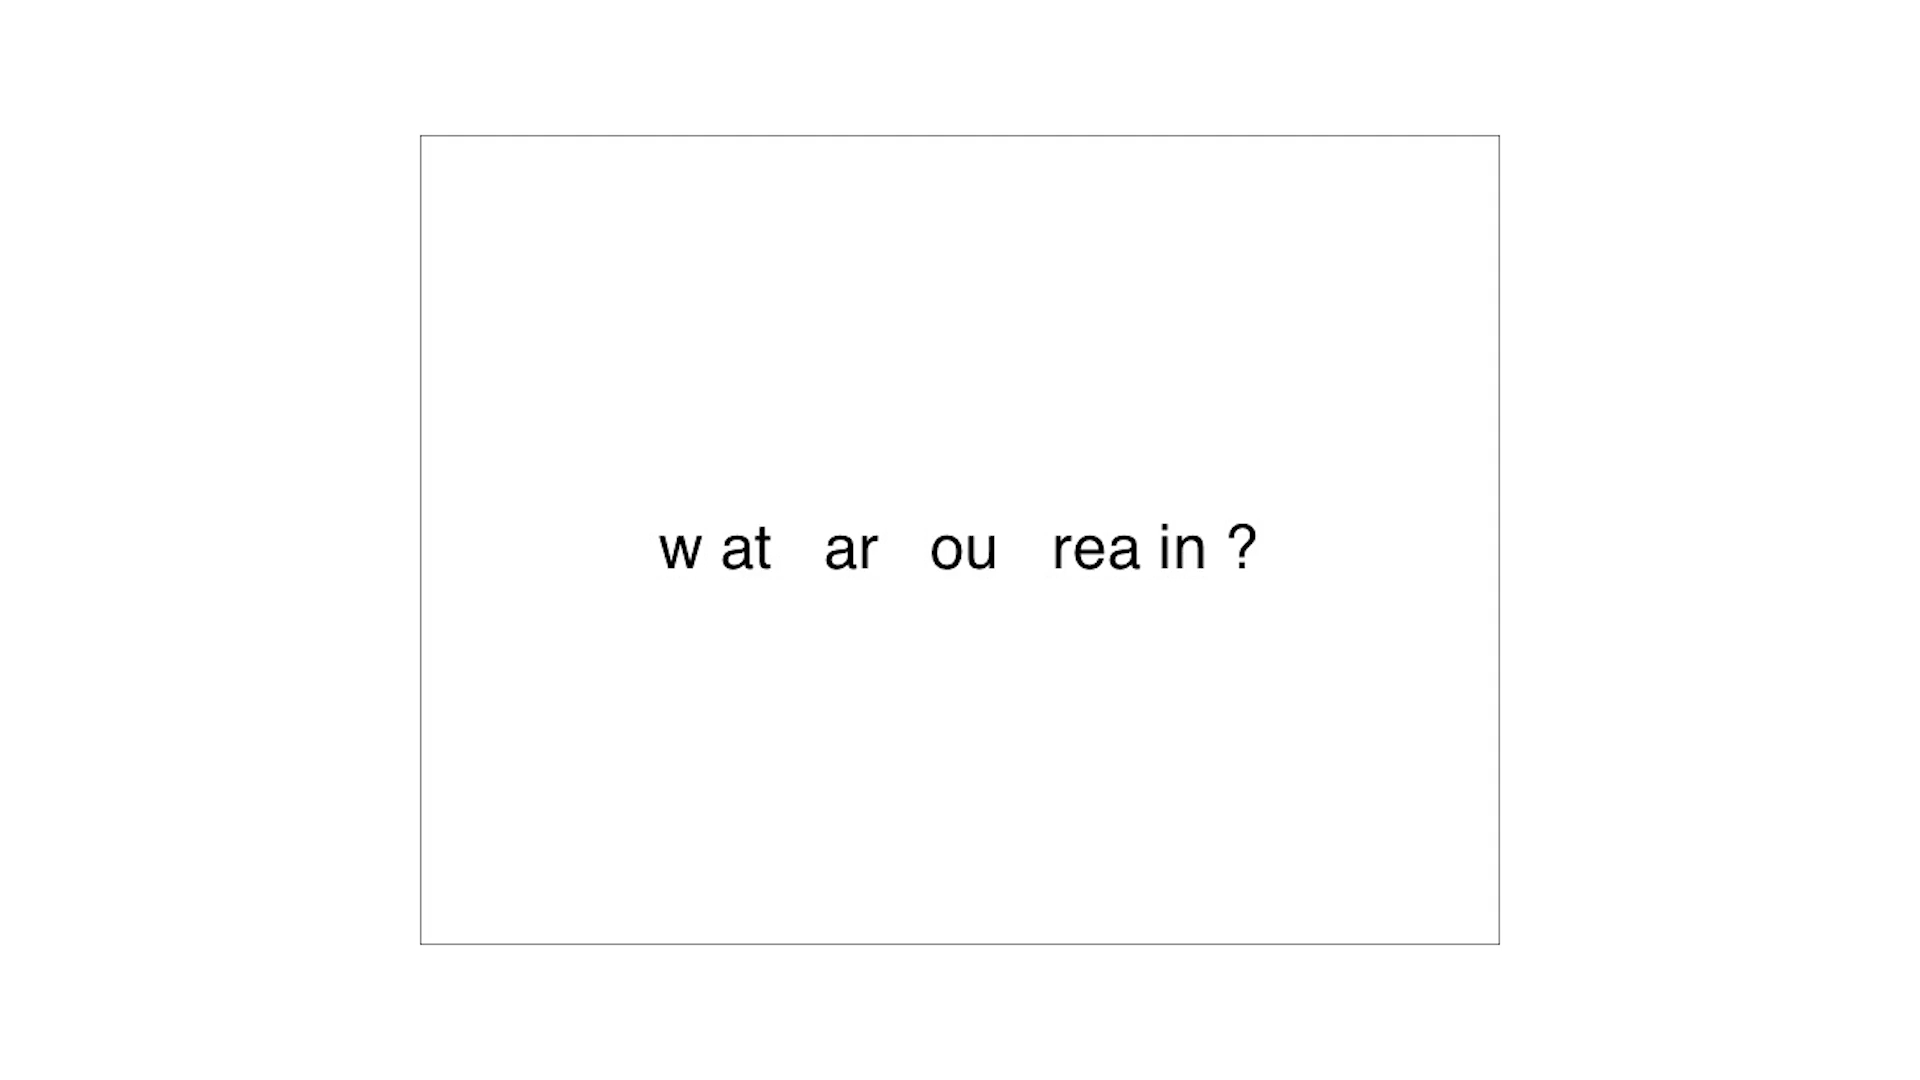 w at ar ou rea in ?